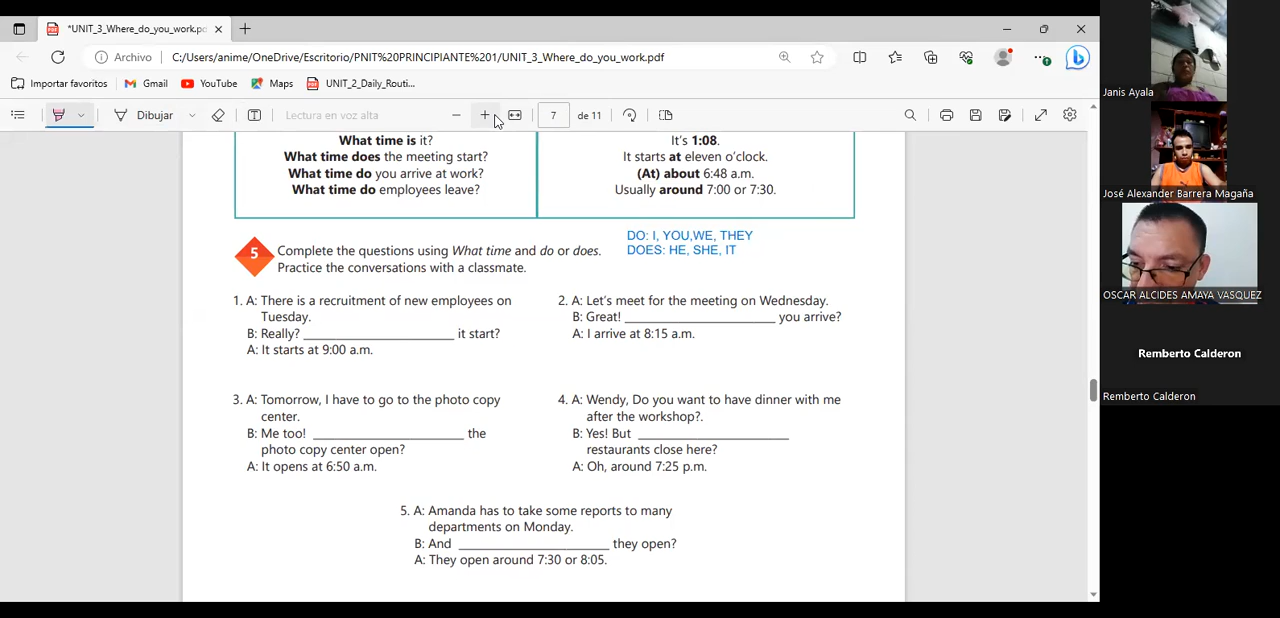 *UNIT_3_Where_do_you_work.pd
Archivo C:/Users/anime/OneDrive/Escritorio/PNIT%20PRINCIPIANTE%201/UNIT_3_Where_do_you_work.pdf
Importar favoritos Gmail YouTube Maps UNIT_2_Daily_Routi...
Dibujar Lectura en voz alta 7 de 11
What time is it? It's 1:08.
What time does the meeting start? It starts at eleven o'clock.
What time do you arrive at work? (At) about 6:48 a.m.
What time do employees leave? Usually around 7:00 or 7:30.
DO: I, YOU,WE, THEY
DOES: HE, SHE, IT
5 Complete the questions using What time and do or does.
Practice the conversations with a classmate.
1. A: There is a recruitment of new employees on
Tuesday.
B: Really? ____________________ it start?
A: It starts at 9:00 a.m.
2. A: Let's meet for the meeting on Wednesday.
B: Great! ____________________ you arrive?
A: I arrive at 8:15 a.m.
3. A: Tomorrow, I have to go to the photo copy
center.
B: Me too! ____________________ the
photo copy center open?
A: It opens at 6:50 a.m.
4. A: Wendy, Do you want to have dinner with me
after the workshop?.
B: Yes! But ____________________
restaurants close here?
A: Oh, around 7:25 p.m.
5. A: Amanda has to take some reports to many
departments on Monday.
B: And ____________________ they open?
A: They open around 7:30 or 8:05.
Janis Ayala
José Alexander Barrera Magaña
OSCAR ALCIDES AMAYA VASQUEZ
Remberto Calderon
Remberto Calderon